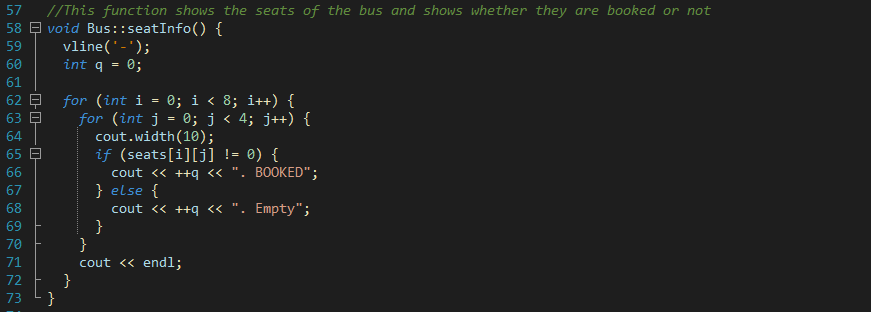 57 //This function shows the seats of the bus and shows whether they are booked or not
58 void Bus::seatInfo() {
59 vline('-');
60 int q = 0;
61
62 for (int i = 0; i < 8; i++) {
63 for (int j = 0; j < 4; j++) {
64 cout.width(10);
65 if (seats[i][j] != 0) {
66 cout << ++q << ". BOOKED";
67 } else {
68 cout << ++q << ". Empty";
69 }
70 }
71 cout << endl;
72 }
73 }